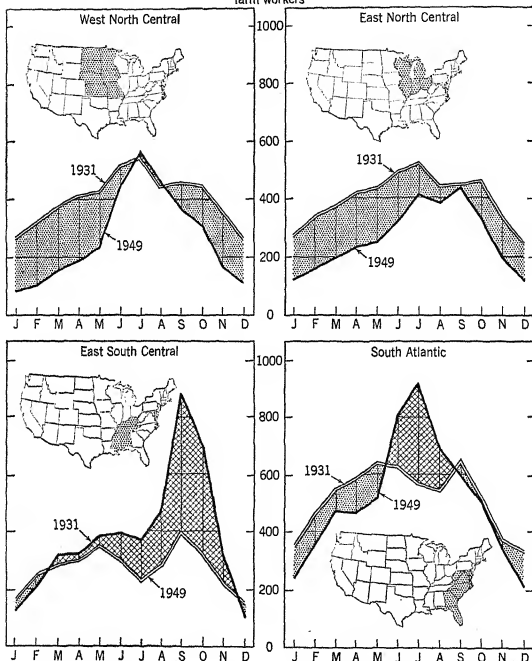 farm workers
West North Central
East North Central
1000
800
600
400
200
0
1931
1949
1931
1949
J F M A M J J A S O N D
J F M A M J J A S O N D
East South Central
South Atlantic
1000
800
600
400
200
0
1931
1949
1931
1949
J F M A M J J A S O N D
J F M A M J J A S O N D